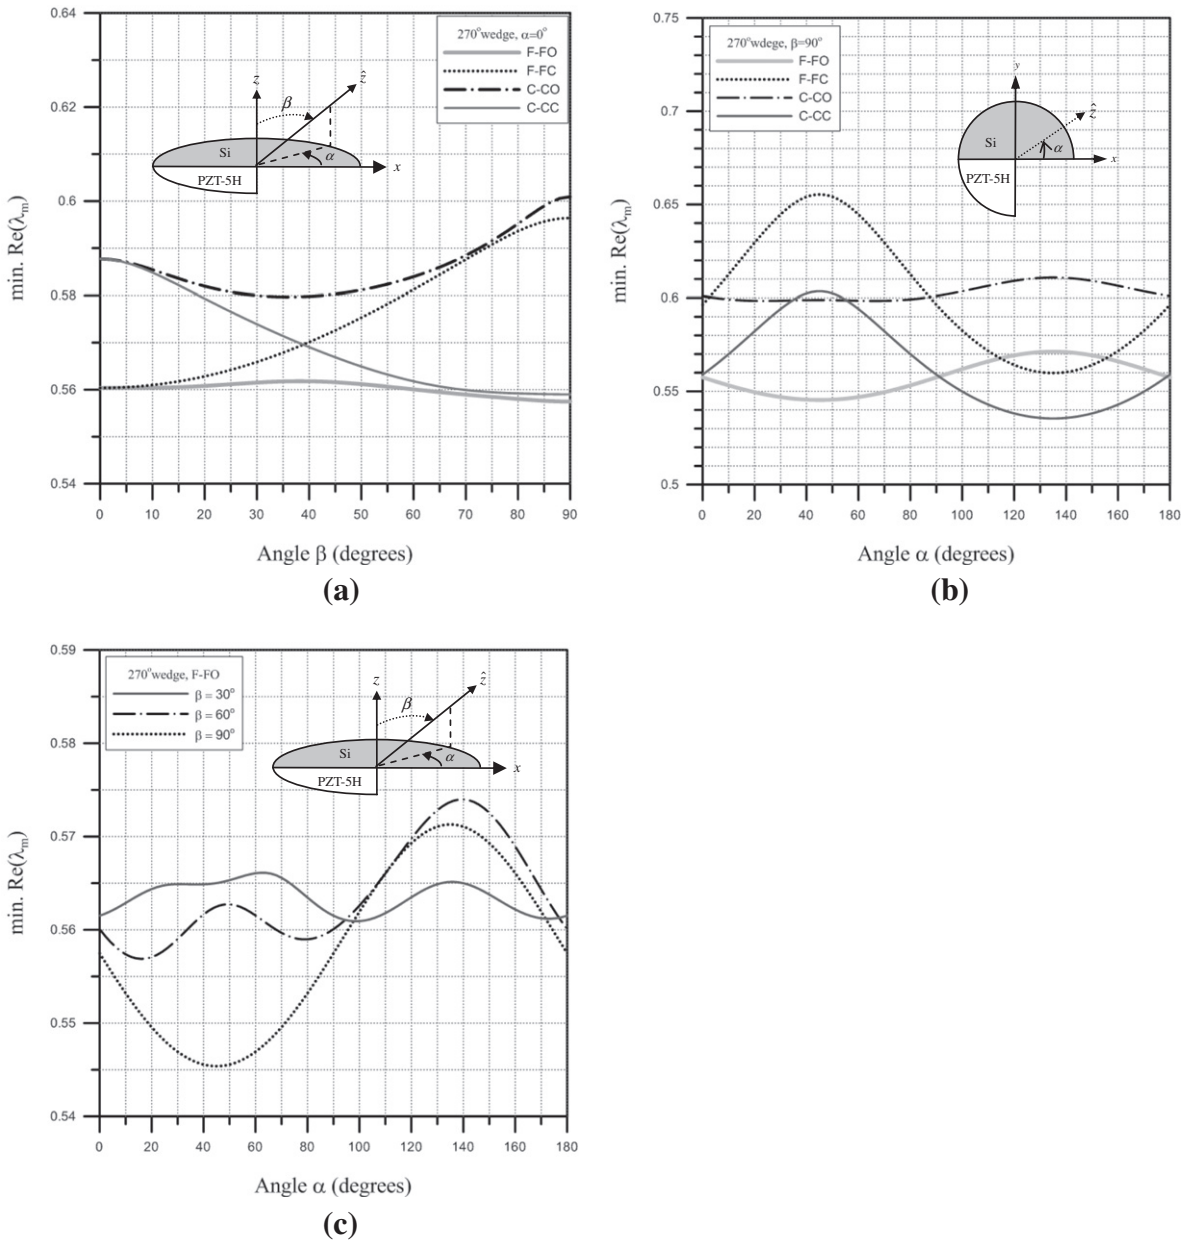 0.64
0.62
0.6
0.58
0.56
0.54
min. Re(λm)
270°wedge, α=0°
F-FO
F-FC
C-CO
C-CC
z
ẑ
β
α
Si
x
PZT-5H
0 10 20 30 40 50 60 70 80 90
Angle β (degrees)
(a)
0.75
0.7
0.65
0.6
0.55
0.5
min. Re(λm)
270°wdege, β=90°
F-FO
F-FC
C-CO
C-CC
y
ẑ
Si
α
x
PZT-5H
0 20 40 60 80 100 120 140 160 180
Angle α (degrees)
(b)
0.59
0.58
0.57
0.56
0.55
0.54
min. Re(λm)
270°wedge, F-FO
β = 30°
β = 60°
β = 90°
z
ẑ
β
Si
α
x
PZT-5H
0 20 40 60 80 100 120 140 160 180
Angle α (degrees)
(c)